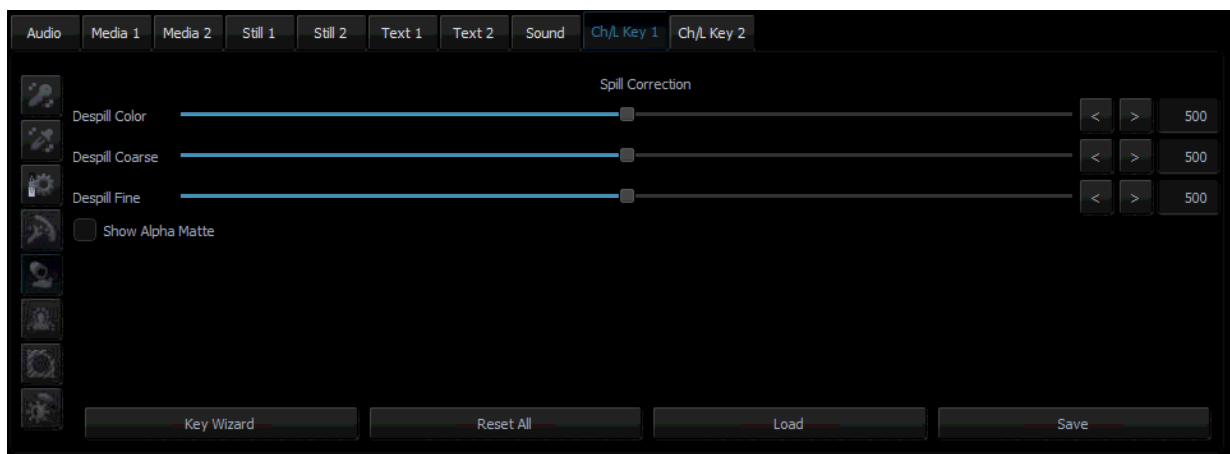 Audio Media 1 Media 2 Still 1 Still 2 Text 1 Text 2 Sound Ch/L Key 1 Ch/L Key 2
Spill Correction
Despill Color < > 500
Despill Coarse < > 500
Despill Fine < > 500
Show Alpha Matte
Key Wizard Reset All Load Save